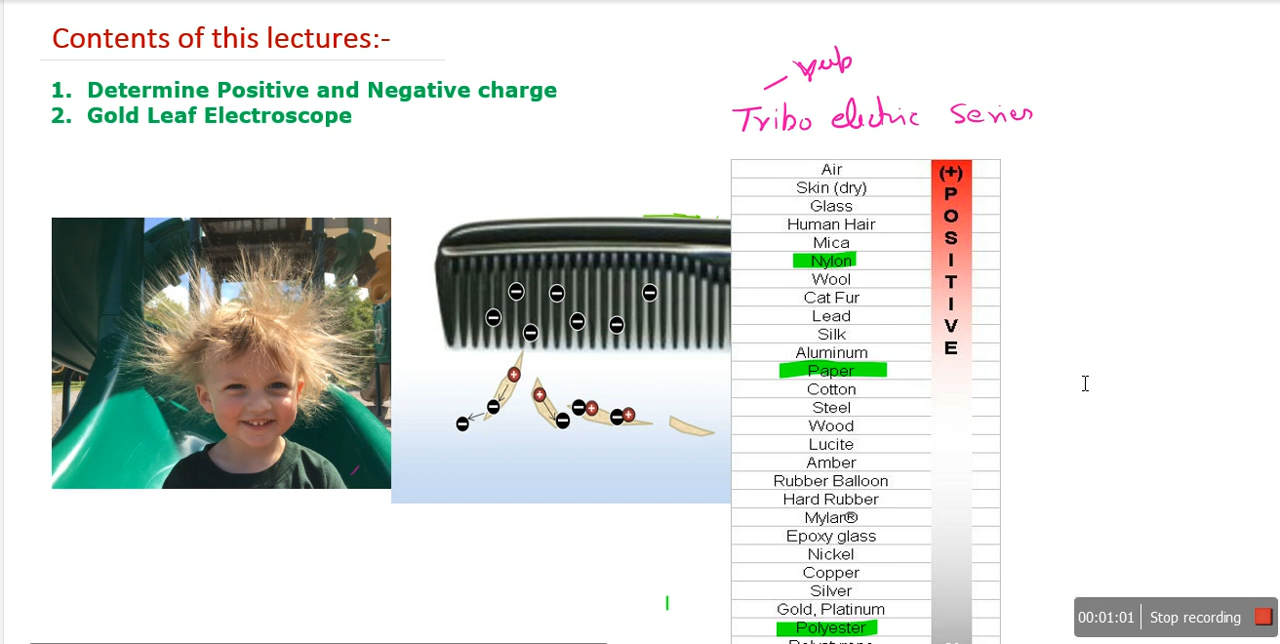 Contents of this lectures:-
1. Determine Positive and Negative charge
2. Gold Leaf Electroscope
– rub
Tribo electric Series
Air
Skin (dry)
Glass
Human Hair
Mica
Nylon
Wool
Cat Fur
Lead
Silk
Aluminum
Paper
Cotton
Steel
Wood
Lucite
Amber
Rubber Balloon
Hard Rubber
Mylar®
Epoxy glass
Nickel
Copper
Silver
Gold, Platinum
Polyester
(+)
P
O
S
I
T
I
V
E
00:01:01 Stop recording